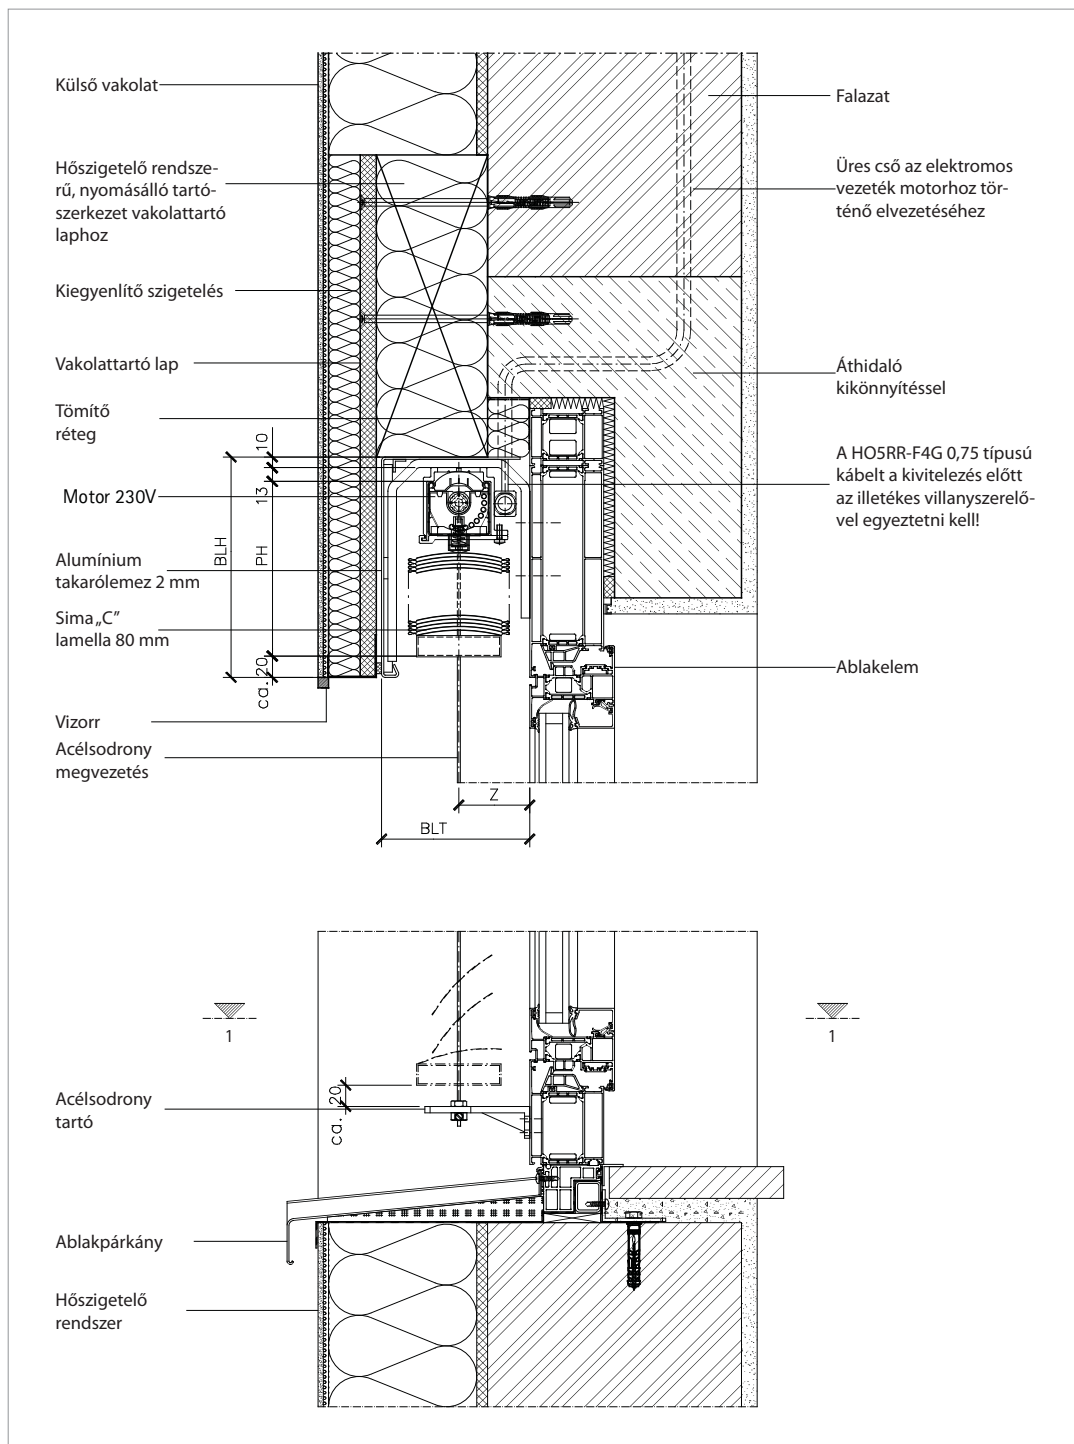 Külső vakolat
Falazat
Hőszigetelő rendsze-
rű, nyomásálló tartó-
szerkezet vakolattartó
laphoz
Üres cső az elektromos
vezeték motorhoz tör-
ténő elvezetéséhez
Kiegyenlítő szigetelés
Vakolattartó lap
Áthidaló
kikönnyítéssel
Tömítő
réteg
10
13
BLH
PH
ca. 20
A HO5RR-F4G 0,75 típusú
kábelt a kivitelezés előtt
az illetékes villanyszerelő-
vel egyeztetni kell!
Motor 230V
Alumínium
takarólemez 2 mm
Sima „C”
lamella 80 mm
Ablakelem
Vizorr
Acélsodrony
megvezetés
Z
BLT
1
1
ca. 20
Acélsodrony
tartó
Ablakpárkány
Hőszigetelő
rendszer